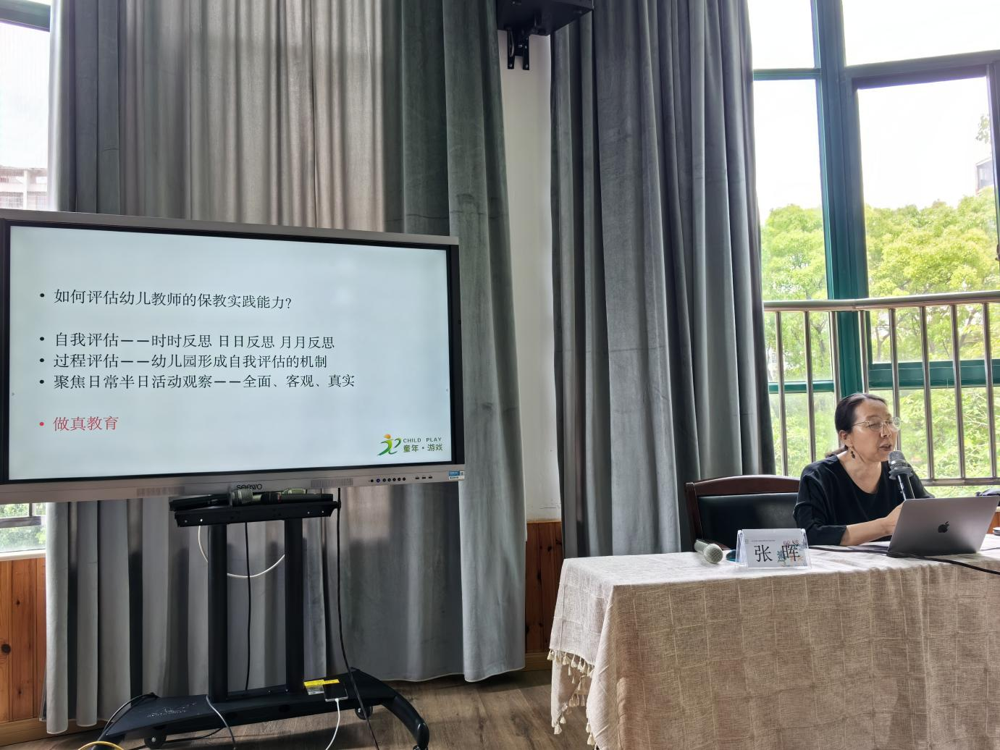 • 如何评估幼儿教师的保教实践能力?
• 自我评估——时时反思 日日反思 月月反思
• 过程评估——幼儿园形成自我评估的机制
• 聚焦日常半日活动观察——全面、客观、真实
• 做真教育
CHILD PLAY
童年·游戏
seewo
张 晖